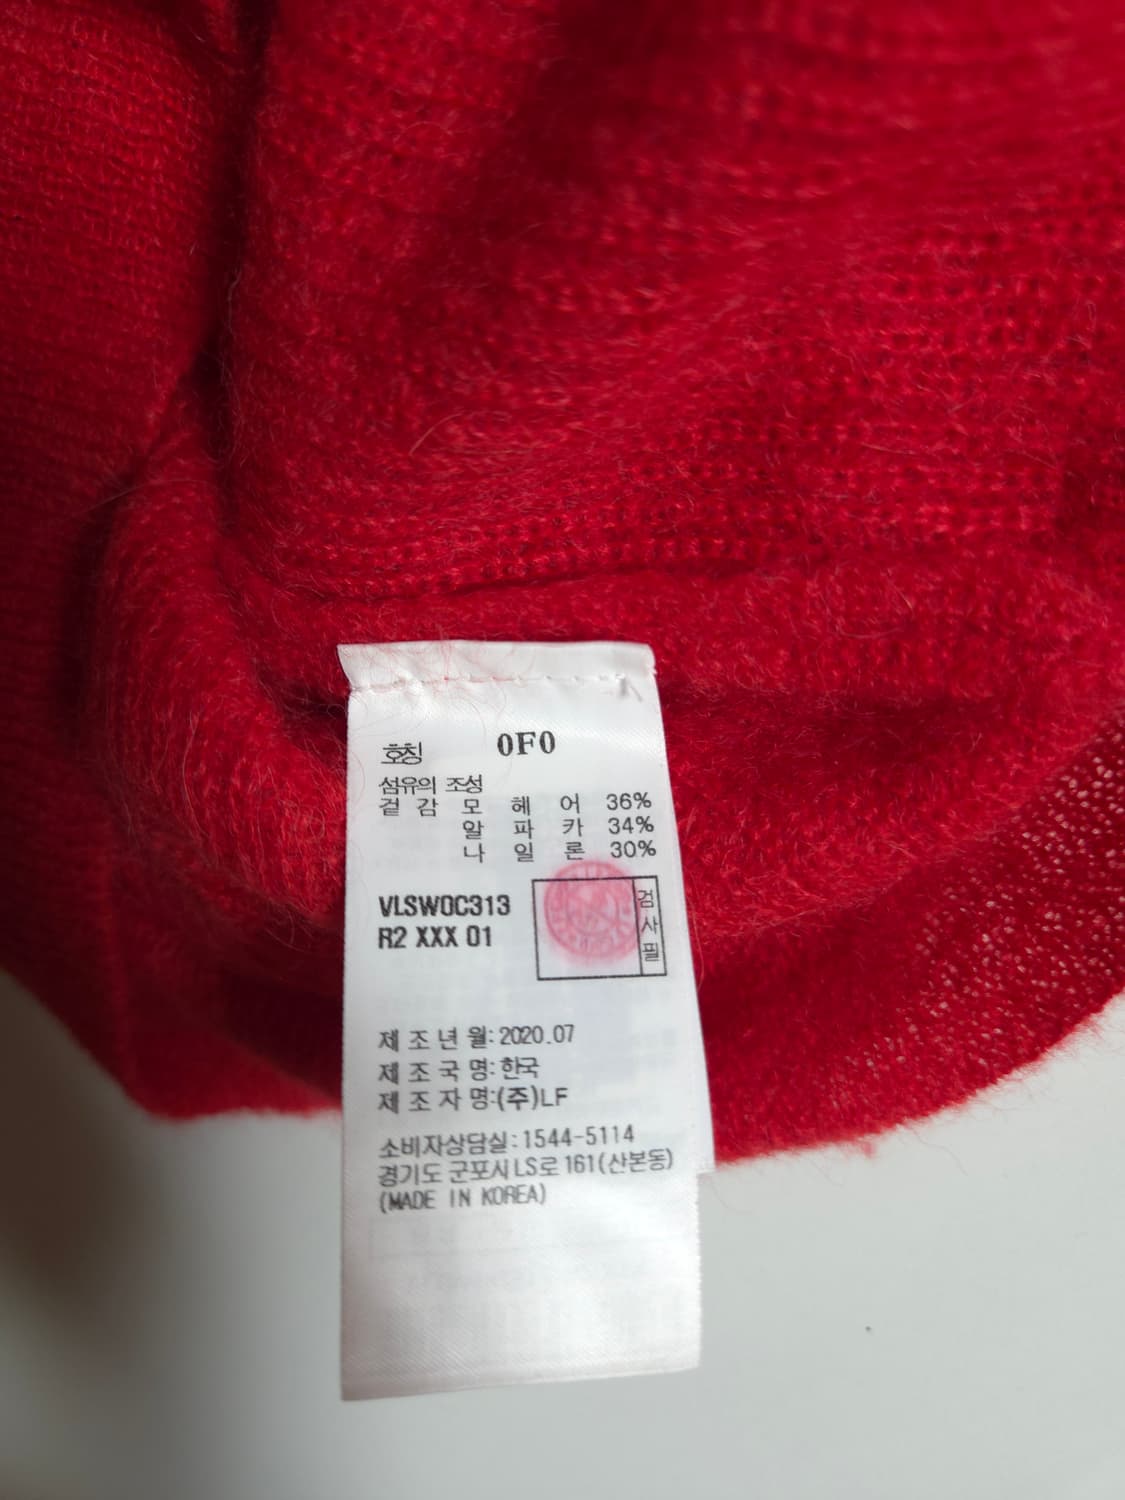 호칭 0F0
섬유의 조성
겉 감 모 헤 어 36%
알 파 카 34%
나 일 론 30%
VLSW0C313
R2 XXX 01
검사필
제 조 년 월: 2020.07
제 조 국 명: 한국
제 조 자 명:(주)LF
소비자상담실:1544-5114
경기도 군포시 LS로 161(산본동)
(MADE IN KOREA)